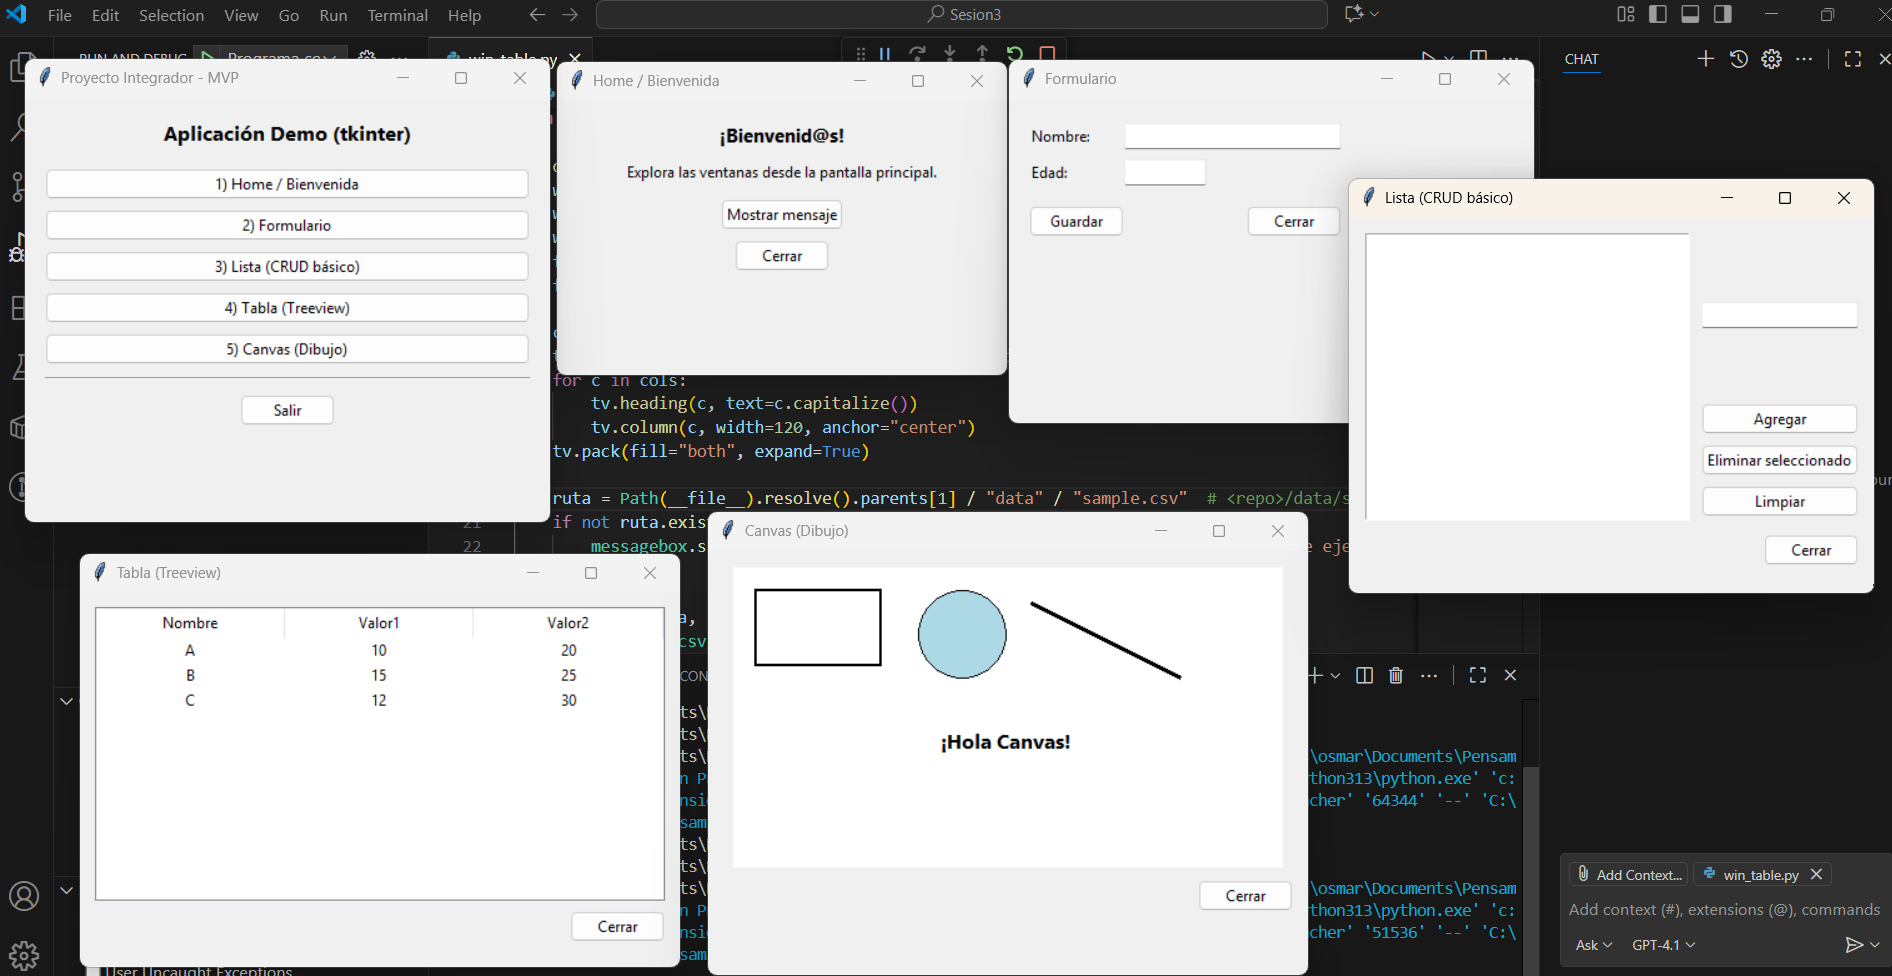 File Edit Selection View Go Run Terminal Help
Sesion3
RUN AND DEBUG
win_table.py
CHAT
Proyecto Integrador - MVP
Aplicación Demo (tkinter)
1) Home / Bienvenida
2) Formulario
3) Lista (CRUD básico)
4) Tabla (Treeview)
5) Canvas (Dibujo)
Salir
Home / Bienvenida
¡Bienvenid@s!
Explora las ventanas desde la pantalla principal.
Mostrar mensaje
Cerrar
Formulario
Nombre:
Edad:
Guardar Cerrar
Lista (CRUD básico)
Agregar
Eliminar seleccionado
Limpiar
Cerrar
for c in cols:
tv.heading(c, text=c.capitalize())
tv.column(c, width=120, anchor="center")
tv.pack(fill="both", expand=True)
ruta = Path(__file__).resolve().parents[1] / "data" / "sample.csv" # <repo>/data/s
21 if not ruta.exis
22 messagebox.s
Tabla (Treeview)
Nombre Valor1 Valor2
A 10 20
B 15 25
C 12 30
Cerrar
Canvas (Dibujo)
¡Hola Canvas!
Cerrar
\osmar\Documents\Pensam
thon313\python.exe' 'c:
cher' '64344' '--' 'C:\
\osmar\Documents\Pensam
thon313\python.exe' 'c:
cher' '51536' '--' 'C:\
User Uncaught Exceptions
Add Context... win_table.py
Add context (#), extensions (@), commands
Ask GPT-4.1